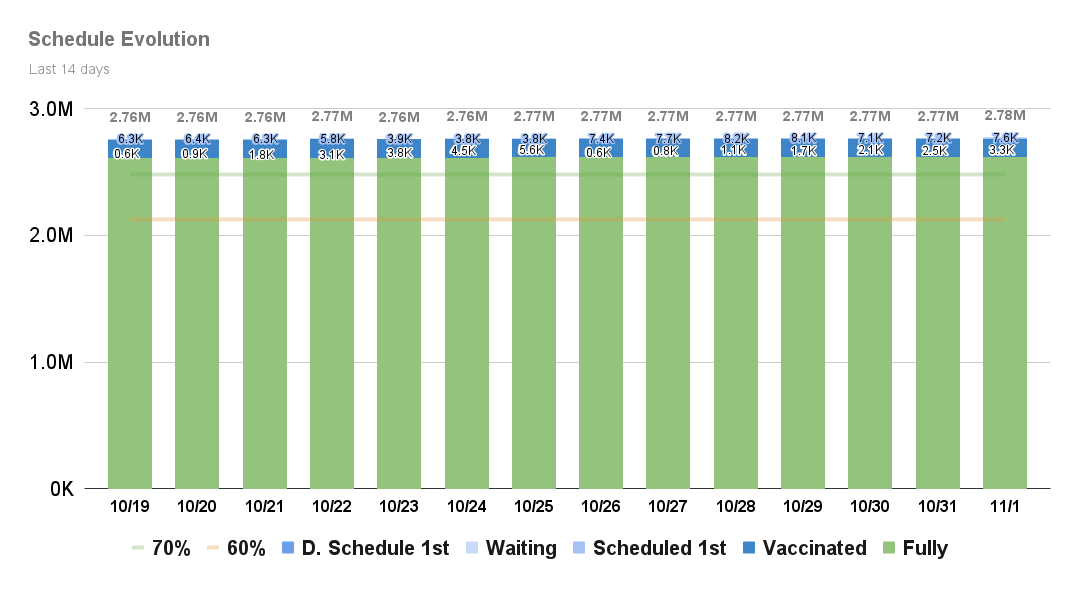 Schedule Evolution
Last 14 days
3.0M
2.76M 2.76M 2.76M 2.77M 2.76M 2.76M 2.77M 2.77M 2.77M 2.77M 2.77M 2.77M 2.77M 2.78M
6.3K 6.4K 6.3K 5.8K 3.9K 3.8K 3.8K 7.4K 7.7K 8.2K 8.1K 7.1K 7.2K 7.6K
0.6K 0.9K 1.8K 3.1K 3.8K 4.5K 5.6K 0.6K 0.8K 1.1K 1.7K 2.1K 2.5K 3.3K
2.0M
1.0M
0K
10/19 10/20 10/21 10/22 10/23 10/24 10/25 10/26 10/27 10/28 10/29 10/30 10/31 11/1
70% 60% D. Schedule 1st Waiting Scheduled 1st Vaccinated Fully